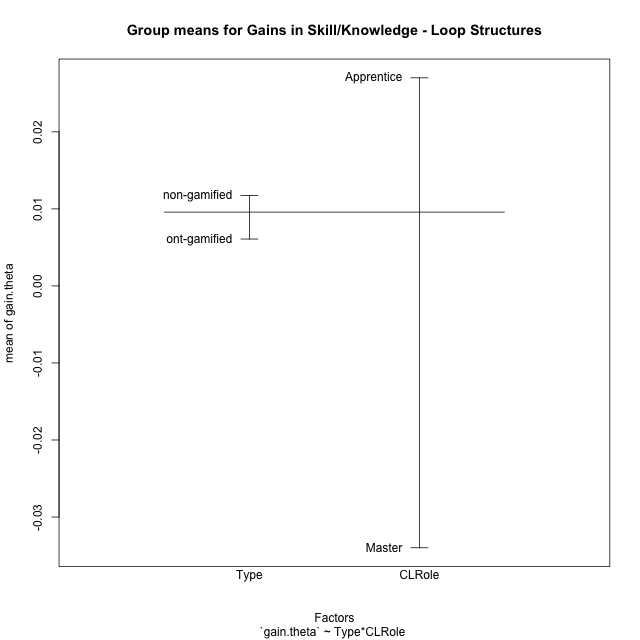 Group means for Gains in Skill/Knowledge - Loop Structures
mean of gain.theta
0.02
0.01
0.00
-0.01
-0.02
-0.03
Apprentice
non-gamified
ont-gamified
Master
Type
CLRole
Factors
`gain.theta` ~ Type*CLRole